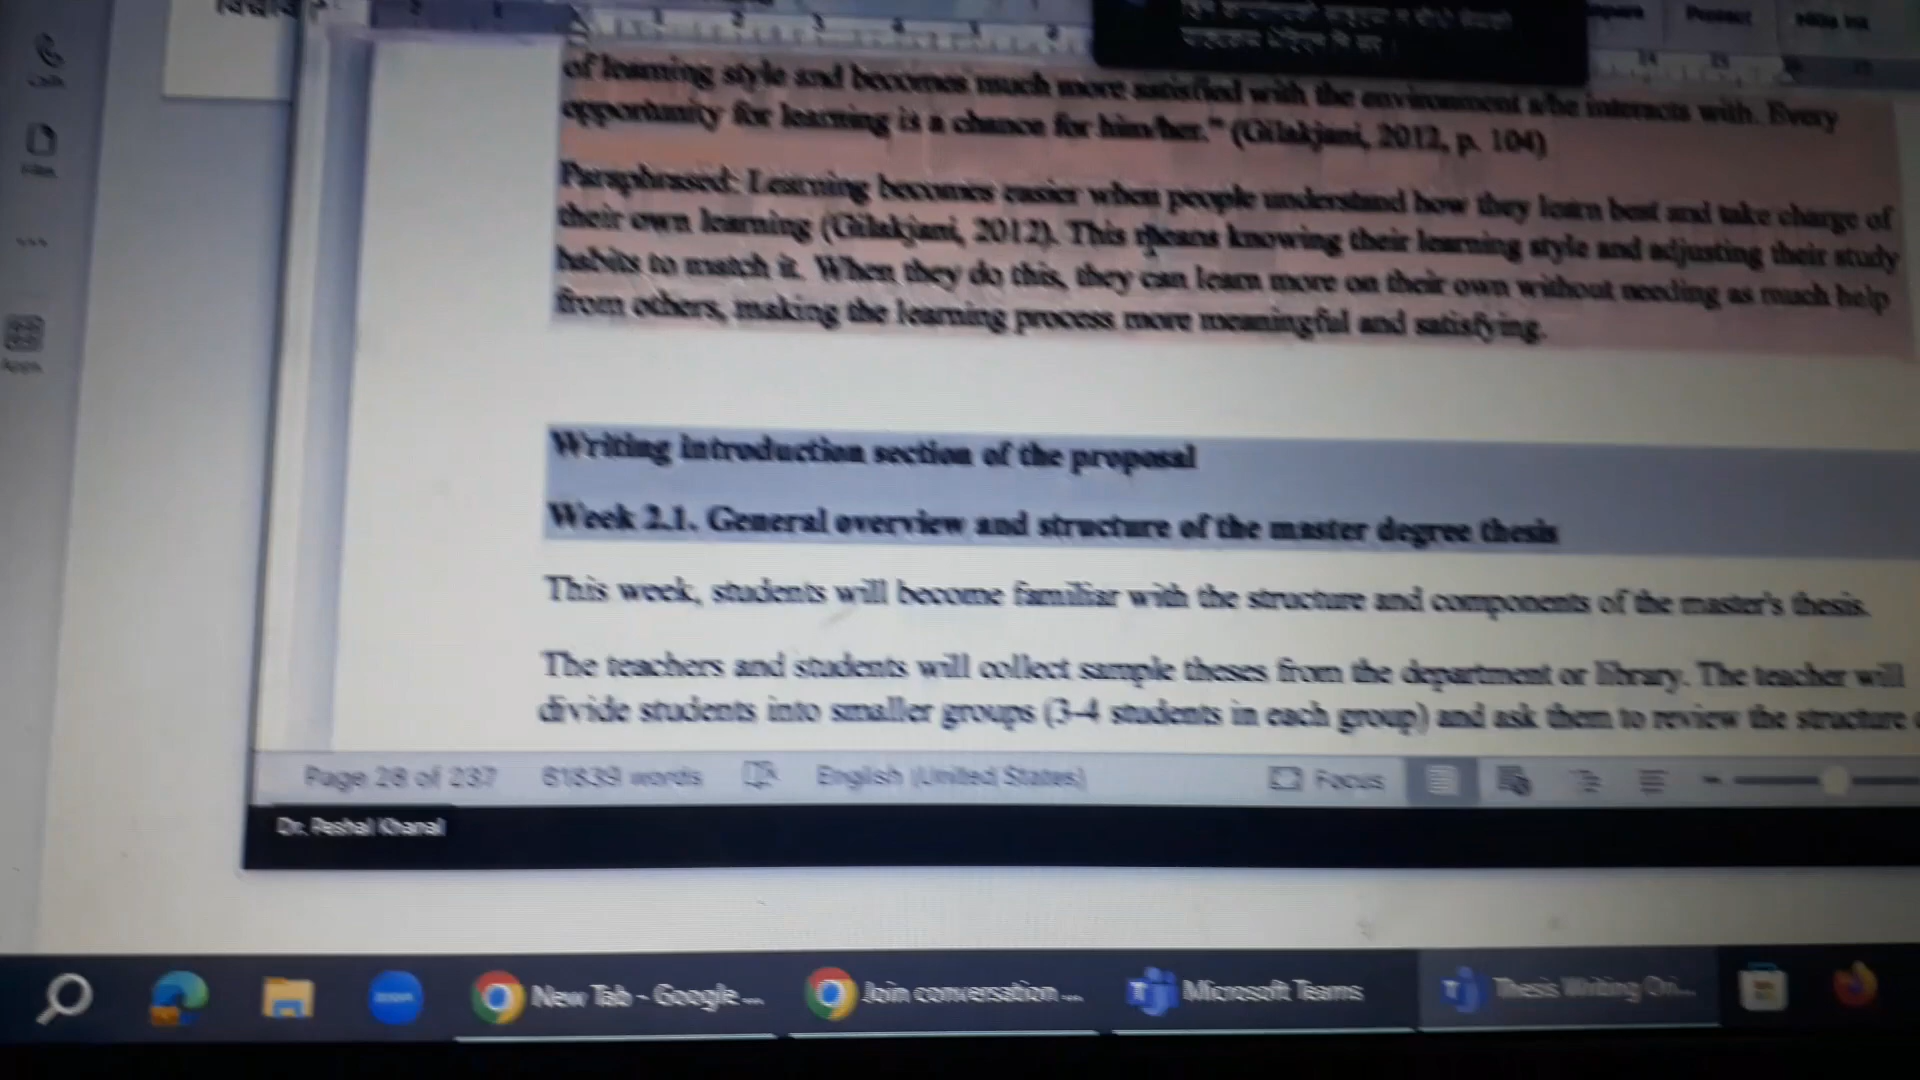 Calls
Files
Apps
of learning style and becomes much more satisfied with the environment s/he interacts with. Every
opportunity for learning is a chance for him/her." (Gilakjani, 2012, p. 104)
Paraphrased: Learning becomes easier when people understand how they learn best and take charge of
their own learning (Gilakjani, 2012). This means knowing their learning style and adjusting their study
habits to match it. When they do this, they can learn more on their own without needing as much help
from others, making the learning process more meaningful and satisfying.
Writing introduction section of the proposal
Week 2.1. General overview and structure of the master degree thesis
This week, students will become familiar with the structure and components of the master's thesis.
The teachers and students will collect sample theses from the department or library. The teacher will
divide students into smaller groups (3-4 students in each group) and ask them to review the structure
Page 28 of 237 61839 words English (United States) Focus
Dr. Peshal Khanal
New Tab - Google ... Join conversation ... Microsoft Teams Thesis Writing On...